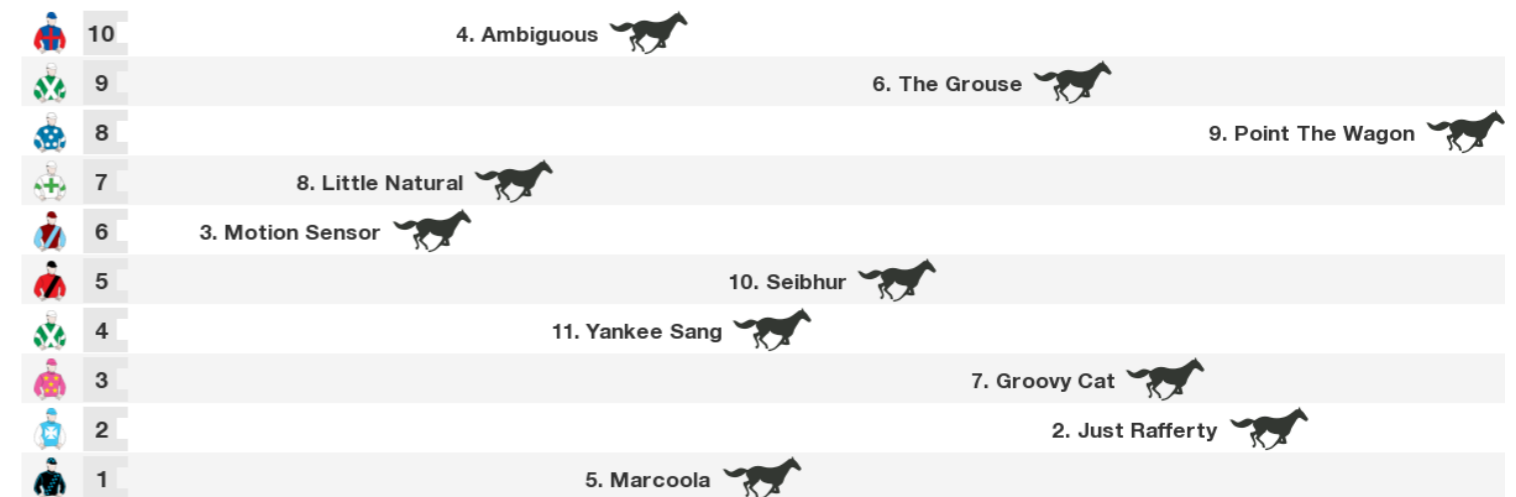 10 4. Ambiguous
9 6. The Grouse
8 9. Point The Wagon
7 8. Little Natural
6 3. Motion Sensor
5 10. Seibhur
4 11. Yankee Sang
3 7. Groovy Cat
2 2. Just Rafferty
1 5. Marcoola